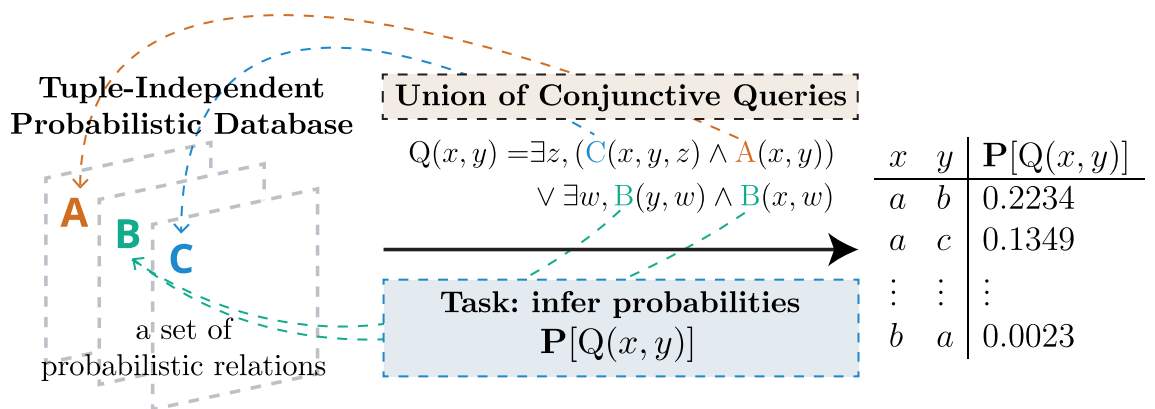 Tuple-Independent
Probabilistic Database
A
B
C
a set of
probabilistic relations
Union of Conjunctive Queries
Q(x, y) =∃z, (C(x, y, z) ∧ A(x, y))
∨ ∃w, B(y, w) ∧ B(x, w)
Task: infer probabilities
P[Q(x, y)]
x y P[Q(x, y)]
a b 0.2234
a c 0.1349
⋮ ⋮ ⋮
b a 0.0023